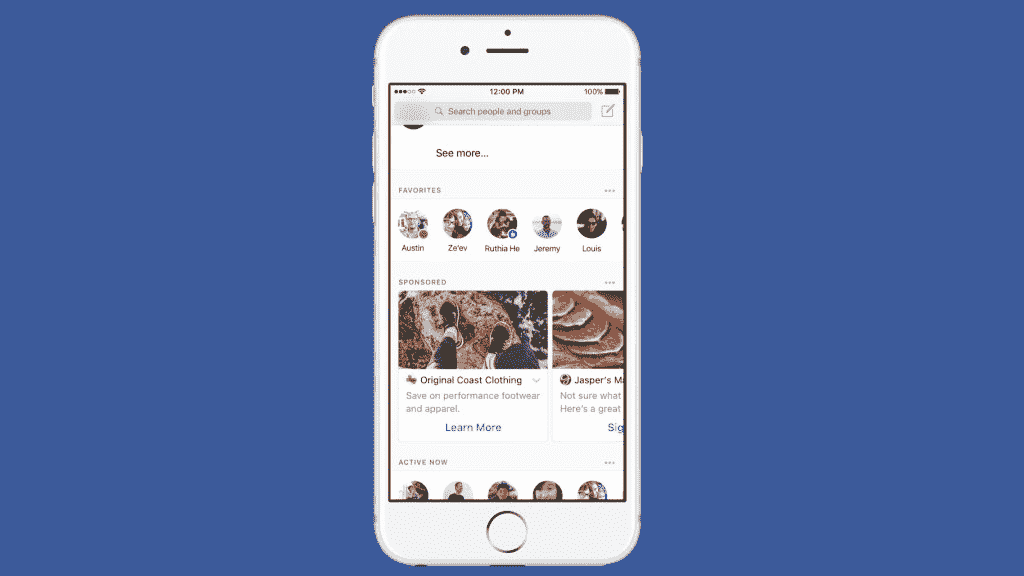 12:00 PM 100%
Search people and groups
See more...
FAVORITES
Austin Ze'ev Ruthia He Jeremy Louis
SPONSORED
Original Coast Clothing
Save on performance footwear
and apparel.
Learn More
Jasper's Ma
Not sure what
Here's a great
Sig
ACTIVE NOW